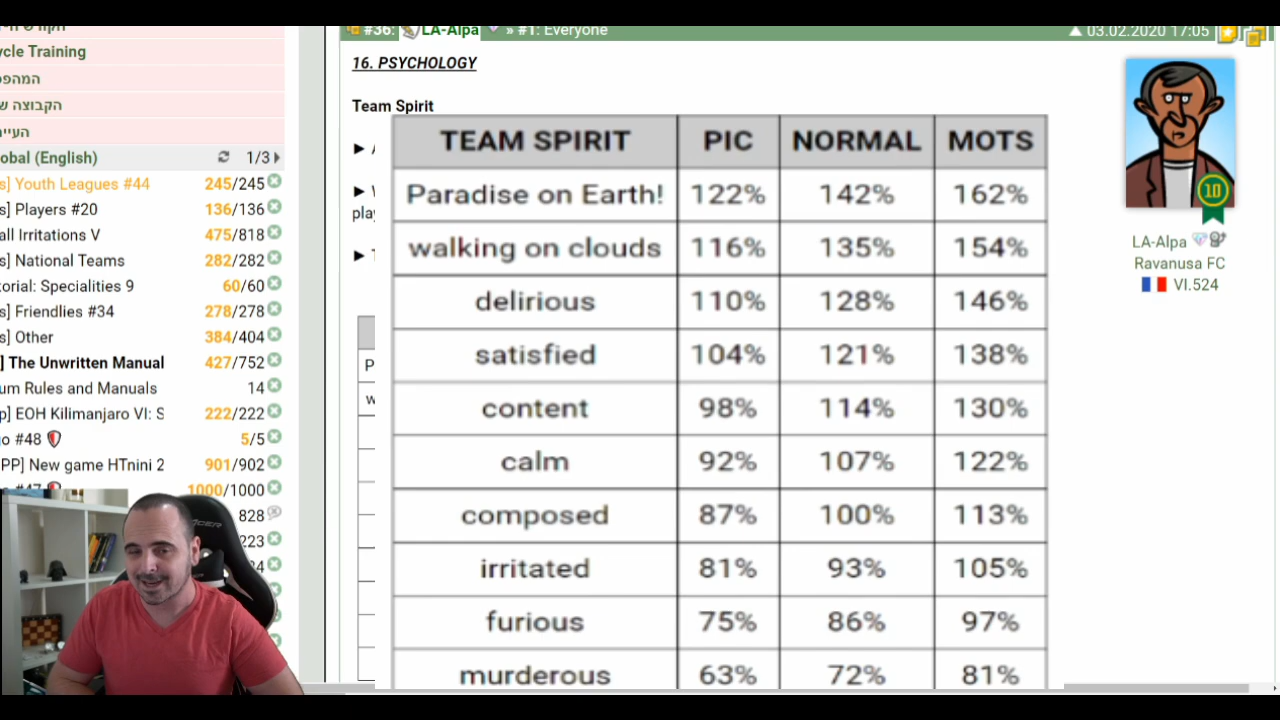 ycle Training
המהפכ
הקבוצה ש
העיי
obal (English) 1/3
s] Youth Leagues #44 245/245
s] Players #20 136/136
all Irritations V 475/818
s] National Teams 282/282
torial: Specialities 9 60/60
s] Friendlies #34 278/278
s] Other 384/404
] The Unwritten Manual 427/752
um Rules and Manuals 14
p] EOH Kilimanjaro VI: S 222/222
o #48 5/5
PP] New game HTnini 2 901/902
1000/1000
828
223
#36: LA-Alpa » #1: Everyone 03.02.2020 17:05
16. PSYCHOLOGY
Team Spirit
TEAM SPIRIT PIC NORMAL MOTS
Paradise on Earth! 122% 142% 162%
walking on clouds 116% 135% 154%
delirious 110% 128% 146%
satisfied 104% 121% 138%
content 98% 114% 130%
calm 92% 107% 122%
composed 87% 100% 113%
irritated 81% 93% 105%
furious 75% 86% 97%
murderous 63% 72% 81%
10
LA-Alpa
Ravanusa FC
VI.524